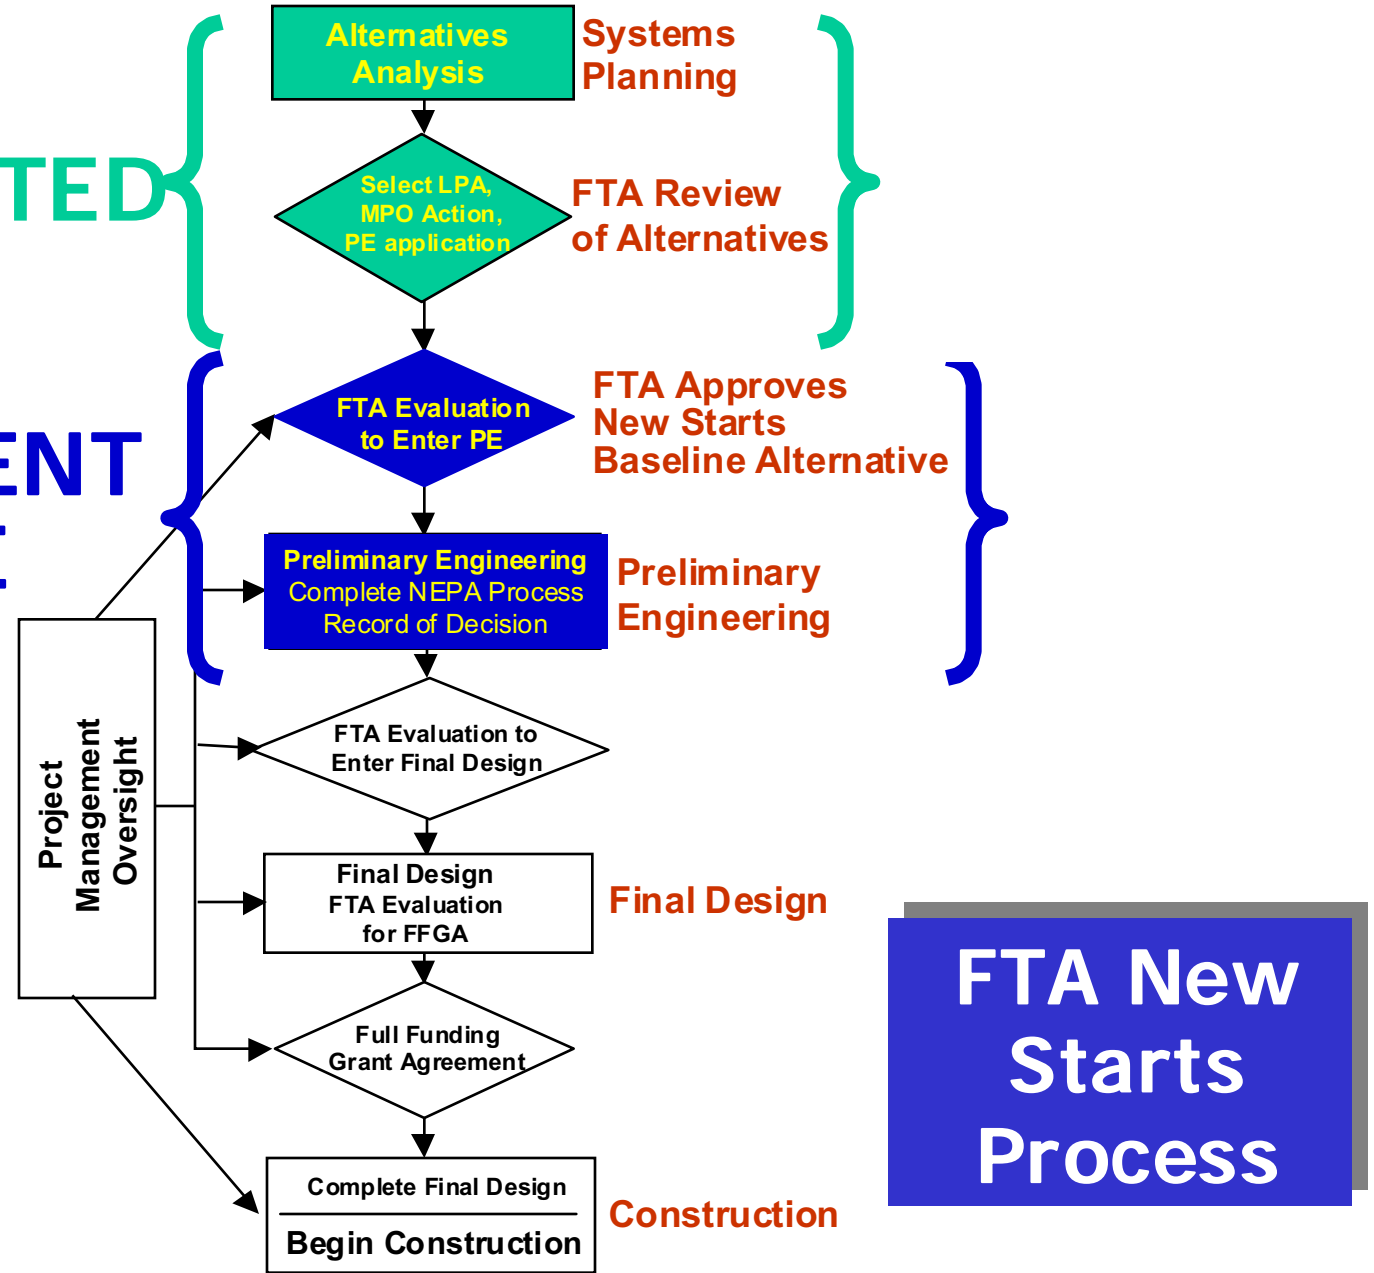 Alternatives
Analysis
Systems
Planning
TED
Select LPA,
MPO Action,
PE application
FTA Review
of Alternatives
FTA Evaluation
to Enter PE
FTA Approves
New Starts
Baseline Alternative
ENT
Preliminary Engineering
Complete NEPA Process
Record of Decision
Preliminary
Engineering
Project
Management
Oversight
FTA Evaluation to
Enter Final Design
Final Design
FTA Evaluation
for FFGA
Final Design
Full Funding
Grant Agreement
Complete Final Design
Begin Construction
Construction
FTA New
Starts
Process